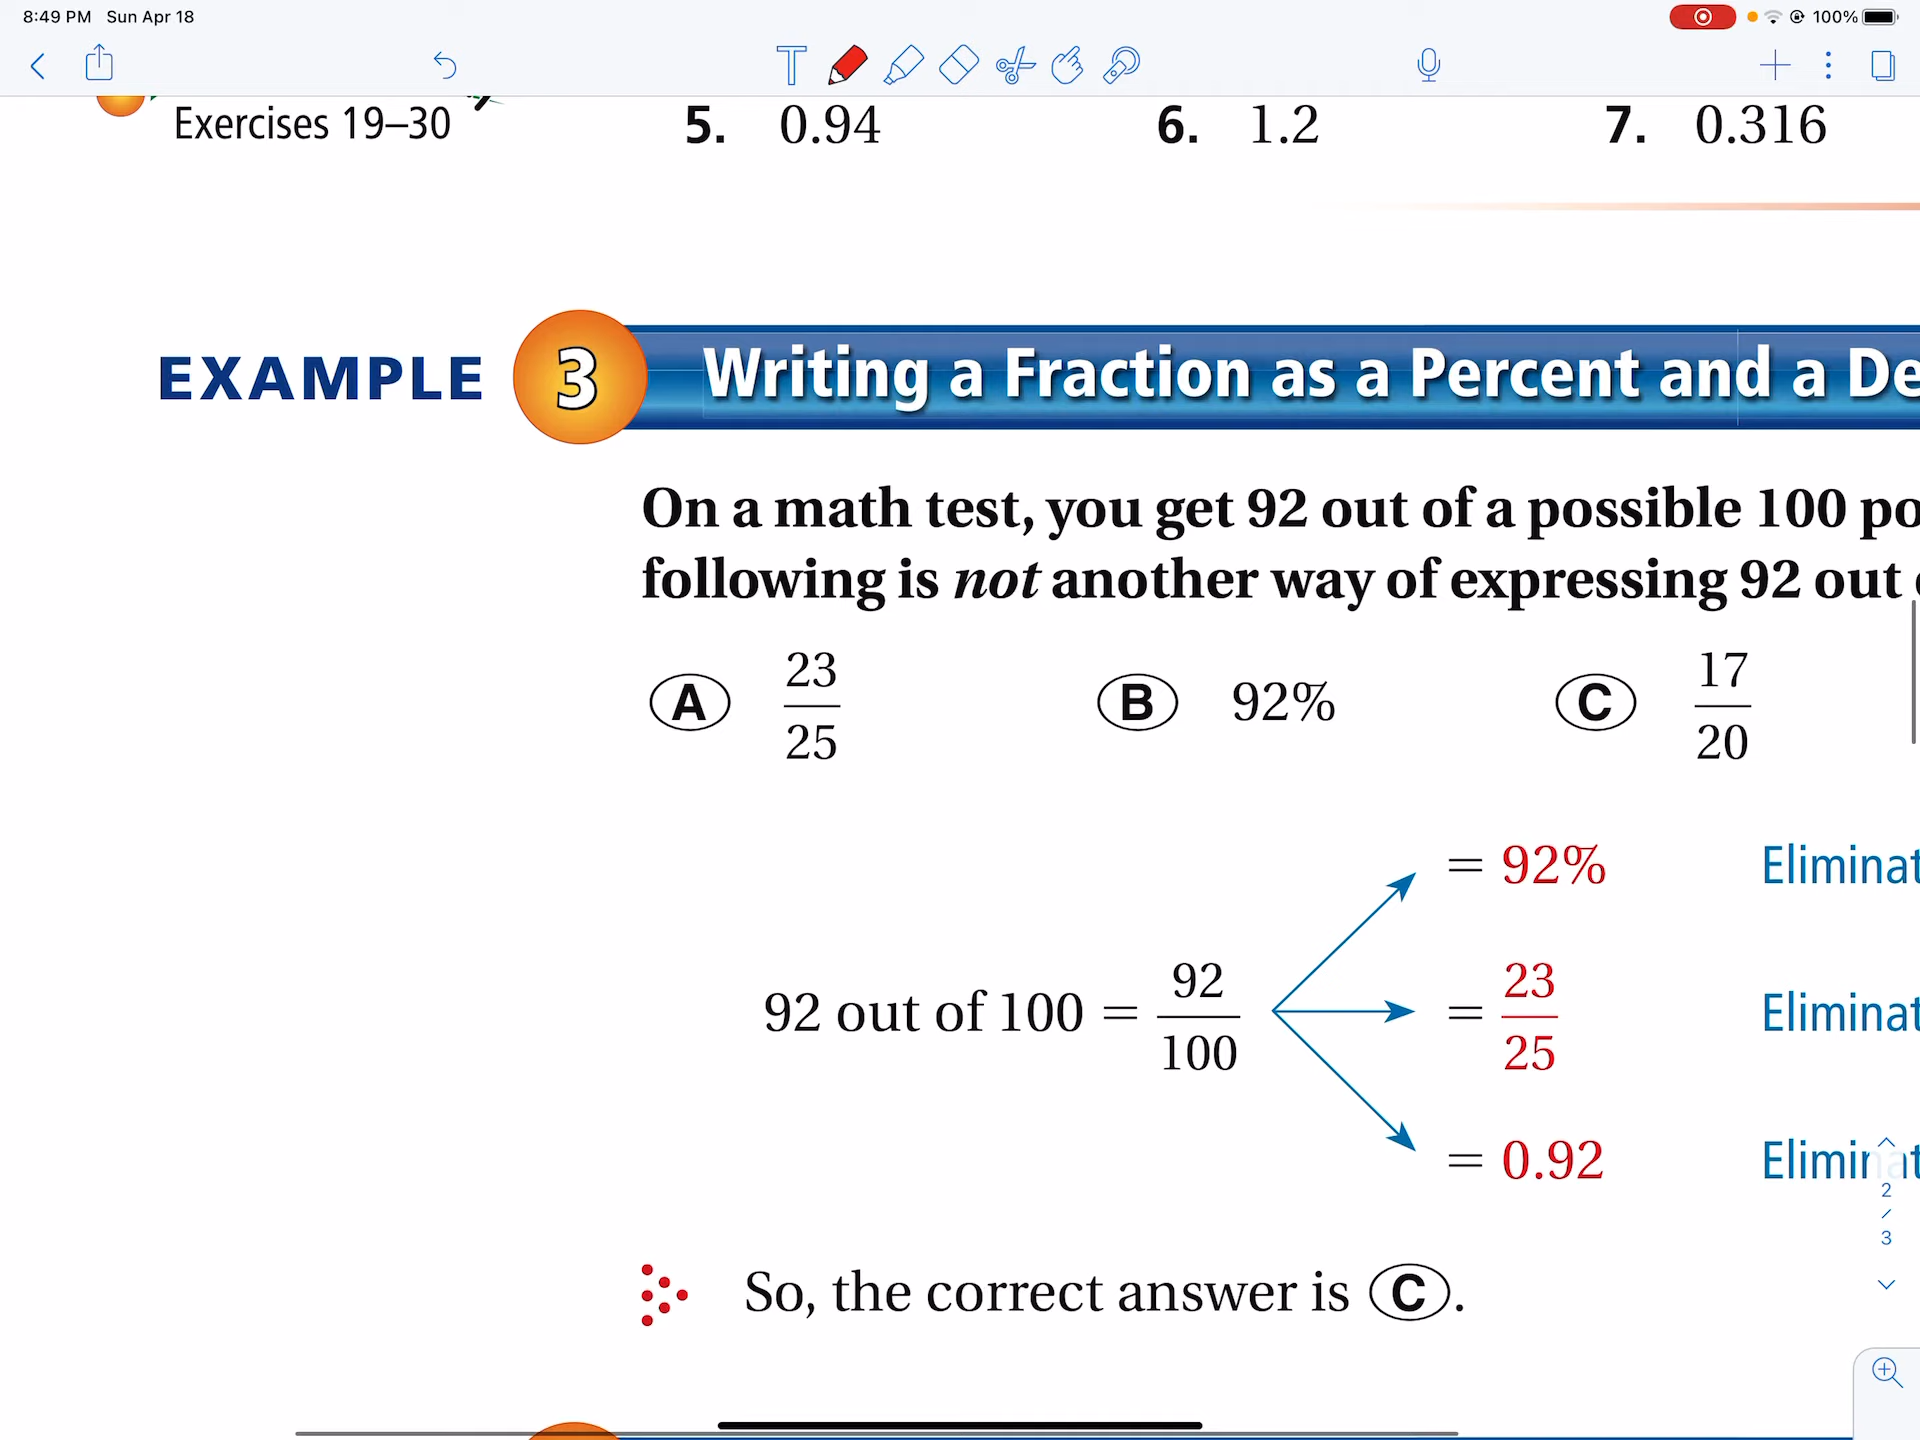 8:49 PM Sun Apr 18 100%
T
Exercises 19–30 5. 0.94 6. 1.2 7. 0.316
EXAMPLE 3 Writing a Fraction as a Percent and a De
On a math test, you get 92 out of a possible 100 po
following is not another way of expressing 92 out
A 23/25 B 92% C 17/20
= 92% Eliminat
92 out of 100 = 92/100 = 23/25 Eliminat
= 0.92 Eliminat
2
/
3
So, the correct answer is C.